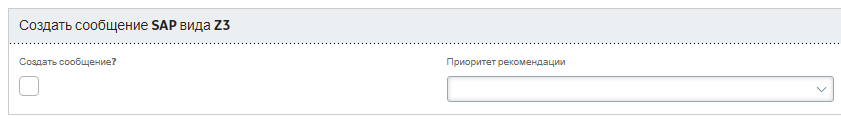 Создать сообщение SAP вида Z3
Создать сообщение?
Приоритет рекомендации